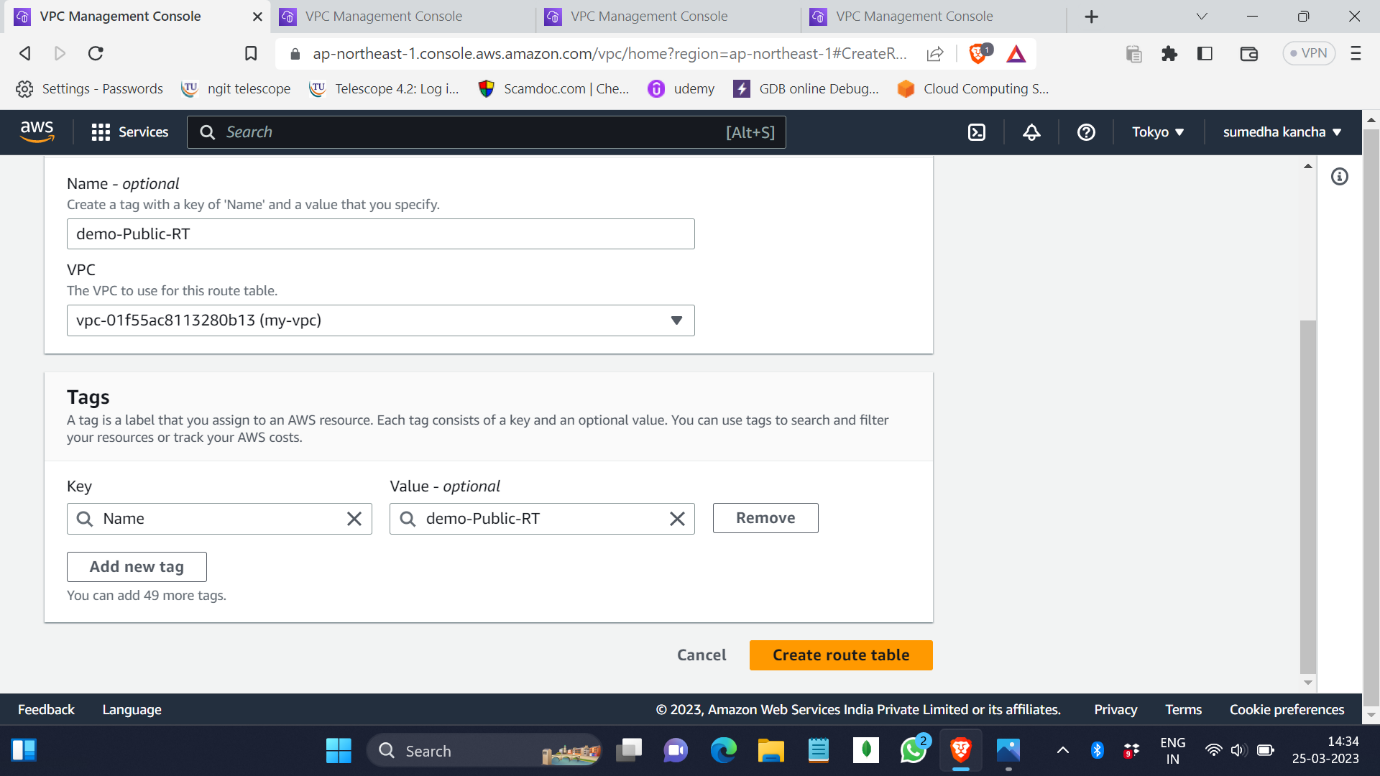 VPC Management Console
VPC Management Console
VPC Management Console
VPC Management Console
ap-northeast-1.console.aws.amazon.com/vpc/home?region=ap-northeast-1#CreateR...
1
VPN
Settings - Passwords
ngit telescope
Telescope 4.2: Log i...
Scamdoc.com | Che...
udemy
GDB online Debug...
Cloud Computing S...
aws
Services
Search
[Alt+S]
Tokyo
sumedha kancha
Name - optional
Create a tag with a key of 'Name' and a value that you specify.
demo-Public-RT
VPC
The VPC to use for this route table.
vpc-01f55ac8113280b13 (my-vpc)
Tags
A tag is a label that you assign to an AWS resource. Each tag consists of a key and an optional value. You can use tags to search and filter
your resources or track your AWS costs.
Key
Value - optional
Name
demo-Public-RT
Remove
Add new tag
You can add 49 more tags.
Cancel
Create route table
Feedback
Language
© 2023, Amazon Web Services India Private Limited or its affiliates.
Privacy
Terms
Cookie preferences
Search
2
9
ENG
IN
14:34
25-03-2023